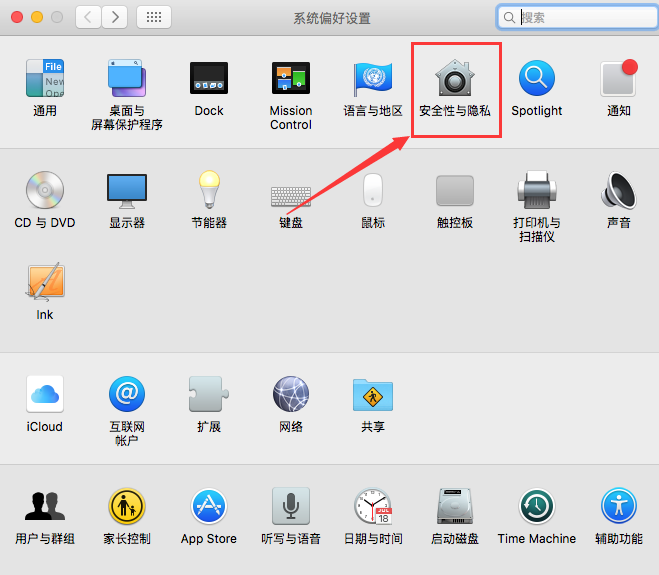 系统偏好设置
搜索
File
New
Ope
通用
桌面与
屏幕保护程序
Dock
Mission
Control
语言与地区
安全性与隐私
Spotlight
通知
CD 与 DVD
显示器
节能器
键盘
鼠标
触控板
打印机与
扫描仪
声音
Ink
iCloud
@
互联网
帐户
扩展
网络
共享
用户与群组
家长控制
App Store
听写与语音
JUL
18
日期与时间
启动磁盘
Time Machine
辅助功能